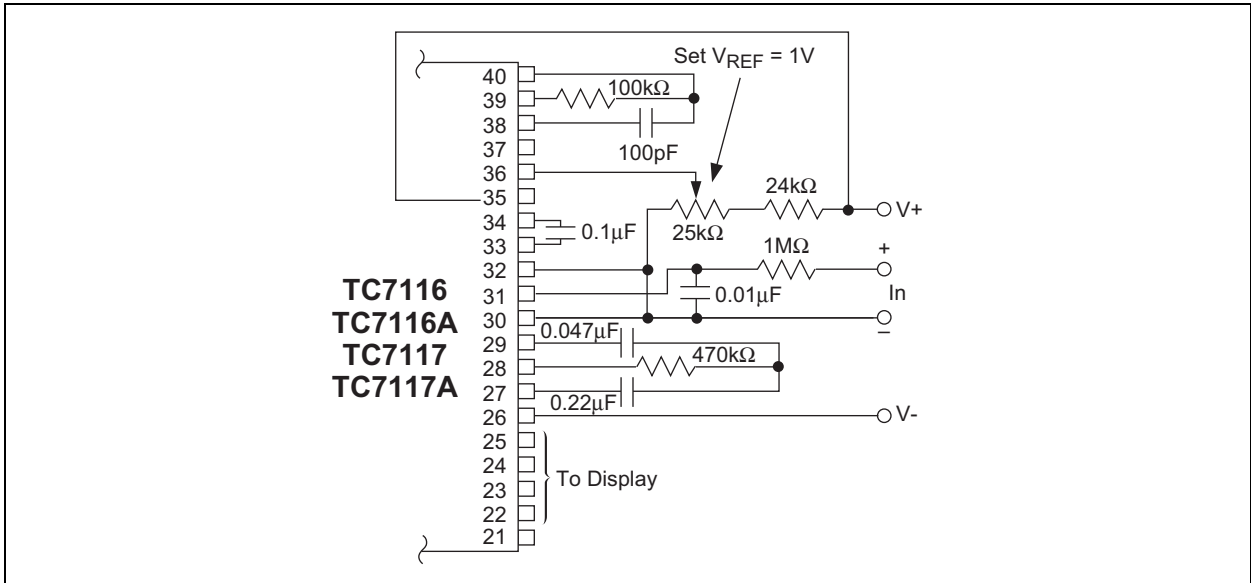 Set VREF = 1V
40
39
100kΩ
38
37
100pF
36
35
24kΩ
V+
34
25kΩ
33
0.1μF
1MΩ
+
32
TC7116
31
0.01μF
In
TC7116A
30
–
0.047μF
29
TC7117
28
470kΩ
TC7117A
27
0.22μF
26
V-
25
24
To Display
23
22
21